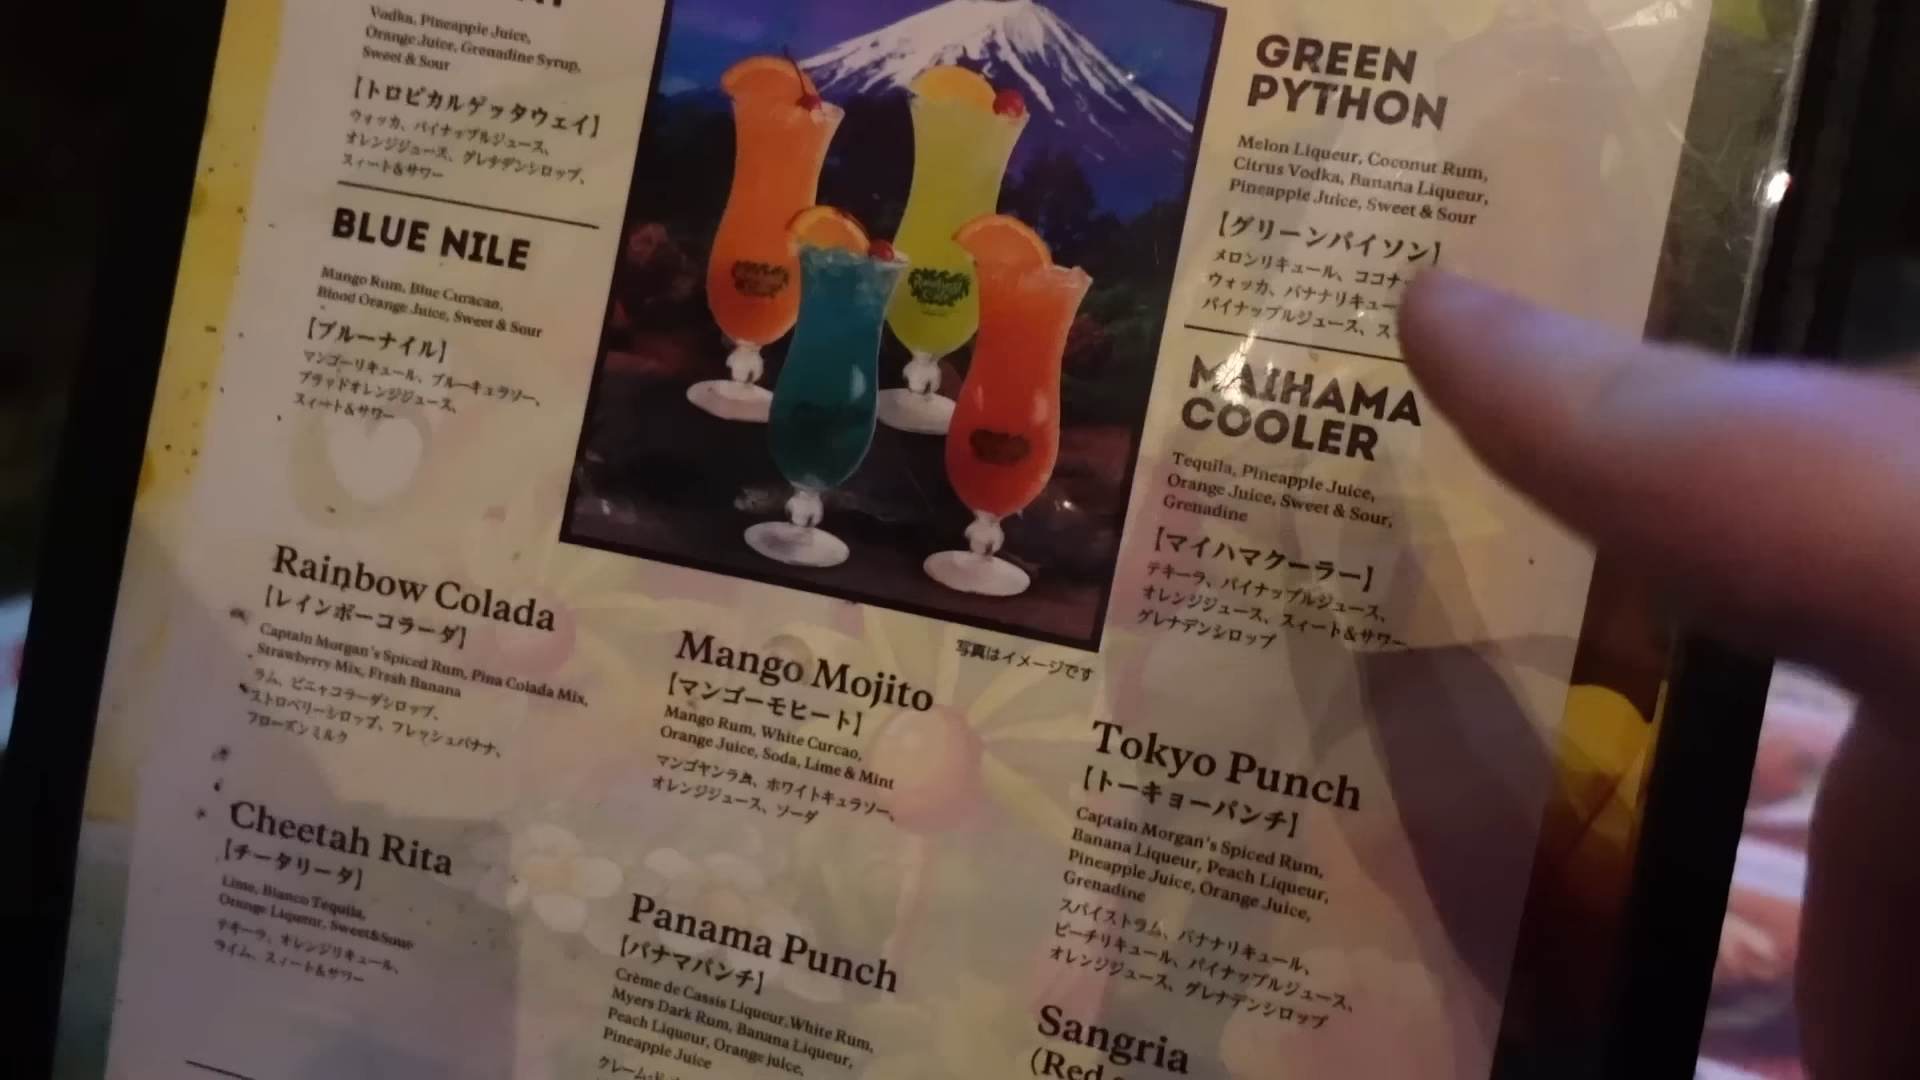 Vodka, Pineapple Juice,
Orange Juice, Grenadine Syrup,
Sweet & Sour
【トロピカルゲッタウェイ】
ウォッカ、パイナップルジュース、
オレンジジュース、グレナデンシロップ、
スィート&サワー
BLUE NILE
Mango Rum, Blue Curacan,
Blood Orange Juice, Sweet & Sour
【ブルーナイル】
マンゴーリキュール、ブルーキュラソー、
ブラッドオレンジジュース、
スィート&サワー
GREEN
PYTHON
Melon Liqueur, Coconut Rum,
Citrus Vodka, Banana Liqueur,
Pineapple Juice, Sweet & Sour
【グリーンパイソン】
メロンリキュール、ココナ
ウォッカ、バナナリキュー
パイナップルジュース、ス
MAIHAMA
COOLER
Tequila, Pineapple Juice,
Orange Juice, Sweet & Sour,
Grenadine
【マイハマクーラー】
テキーラ、パイナップルジュース、
オレンジジュース、スィート&サワー、
グレナデンシロップ
写真はイメージです
Rainbow Colada
【レインボーコラーダ】
Captain Morgan's Spiced Rum, Pina Colada Mix,
Strawberry Mix, Fresh Banana
ラム、ピニャコラーダシロップ、
ストロベリーシロップ、フレッシュバナナ、
フローズンミルク
Mango Mojito
【マンゴーモヒート】
Mango Rum, White Curcao,
Orange Juice, Soda, Lime & Mint
マンゴヤンラム、ホワイトキュラソー、
オレンジジュース、ソーダ
Tokyo Punch
【トーキョーパンチ】
Captain Morgan's Spiced Rum,
Banana Liqueur, Peach Liqueur,
Pineapple Juice, Orange Juice,
Grenadine
スパイストラム、バナナリキュール、
ピーチリキュール、パイナップルジュース、
オレンジジュース、グレナデンシロップ
Cheetah Rita
【チータリータ】
Lime, Blanco Tequila,
Orange Liqueur, Sweet&Sour
テキーラ、オレンジリキュール、
ライム、スィート&サワー
Panama Punch
【パナマパンチ】
Crème de Cassis Liqueur, White Rum,
Myers Dark Rum, Banana Liqueur,
Peach Liqueur, Orange juice,
Pineapple Juice
Sangria
(Red